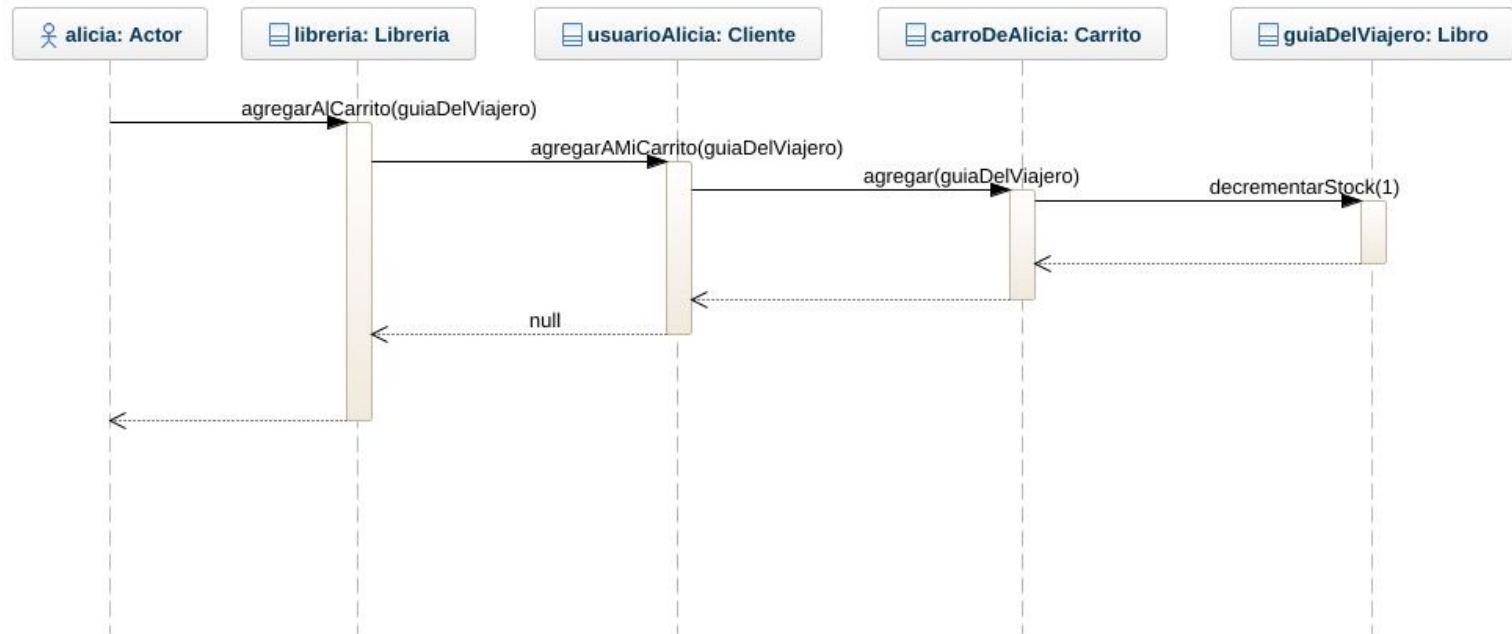 alicia: Actor
libreria: Libreria
usuarioAlicia: Cliente
carroDeAlicia: Carrito
guiaDelViajero: Libro
agregarAlCarrito(guiaDelViajero)
agregarAMiCarrito(guiaDelViajero)
agregar(guiaDelViajero)
decrementarStock(1)
null